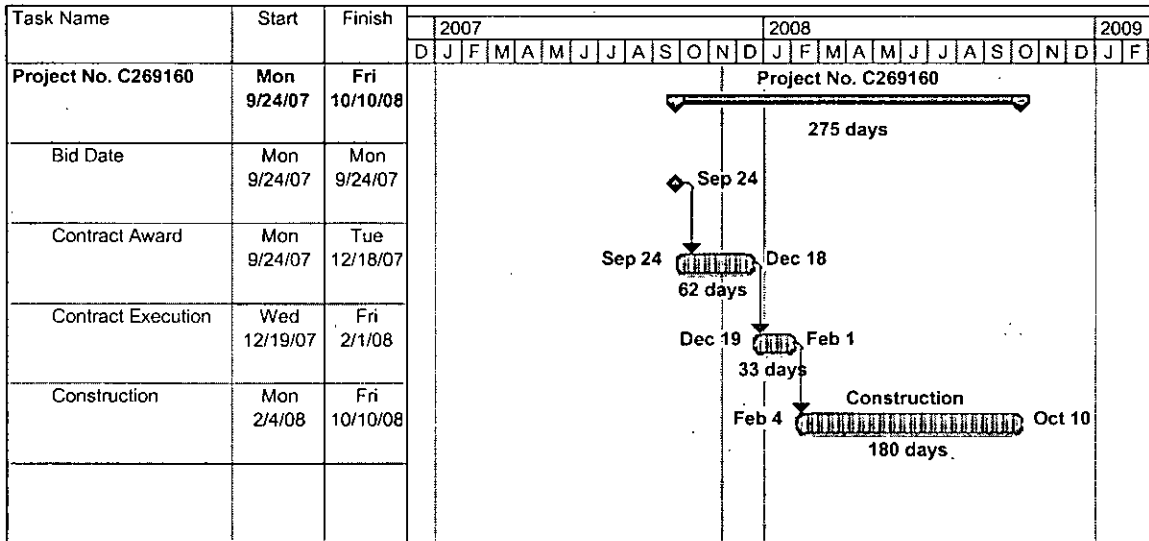 Task Name Start Finish 2007 2008 2009
D J F M A M J J A S O N D J F M A M J J A S O N D J F
Project No. C269160 Mon Fri Project No. C269160
9/24/07 10/10/08
275 days
Bid Date Mon Mon
9/24/07 9/24/07 Sep 24
Contract Award Mon Tue Sep 24 Dec 18
9/24/07 12/18/07
62 days
Contract Execution Wed Fri
12/19/07 2/1/08 Dec 19 Feb 1
33 days
Construction Mon Fri Construction
2/4/08 10/10/08 Feb 4 Oct 10
180 days